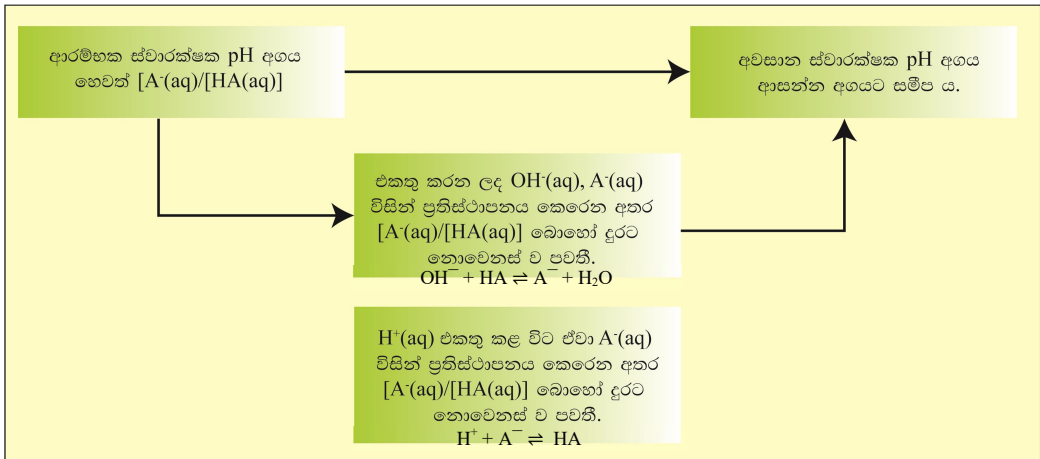 ආරම්භක ස්වාරක්ෂක pH අගය
හෙවත් [A⁻(aq)/[HA(aq)]
අවසාන ස්වාරක්ෂක pH අගය
ආසන්න අගයට සමීප ය.
එකතු කරන ලද OH⁻(aq), A⁻(aq)
විසින් ප්‍රතිස්ථාපනය කෙරෙන අතර
[A⁻(aq)/[HA(aq)] බොහෝ දුරට
නොවෙනස් ව පවතී.
OH⁻ + HA ⇌ A⁻ + H₂O
H⁺(aq) එකතු කළ විට ඒවා A⁻(aq)
විසින් ප්‍රතිස්ථාපනය කෙරෙන අතර
[A⁻(aq)/[HA(aq)] බොහෝ දුරට
නොවෙනස් ව පවතී.
H⁺ + A⁻ ⇌ HA